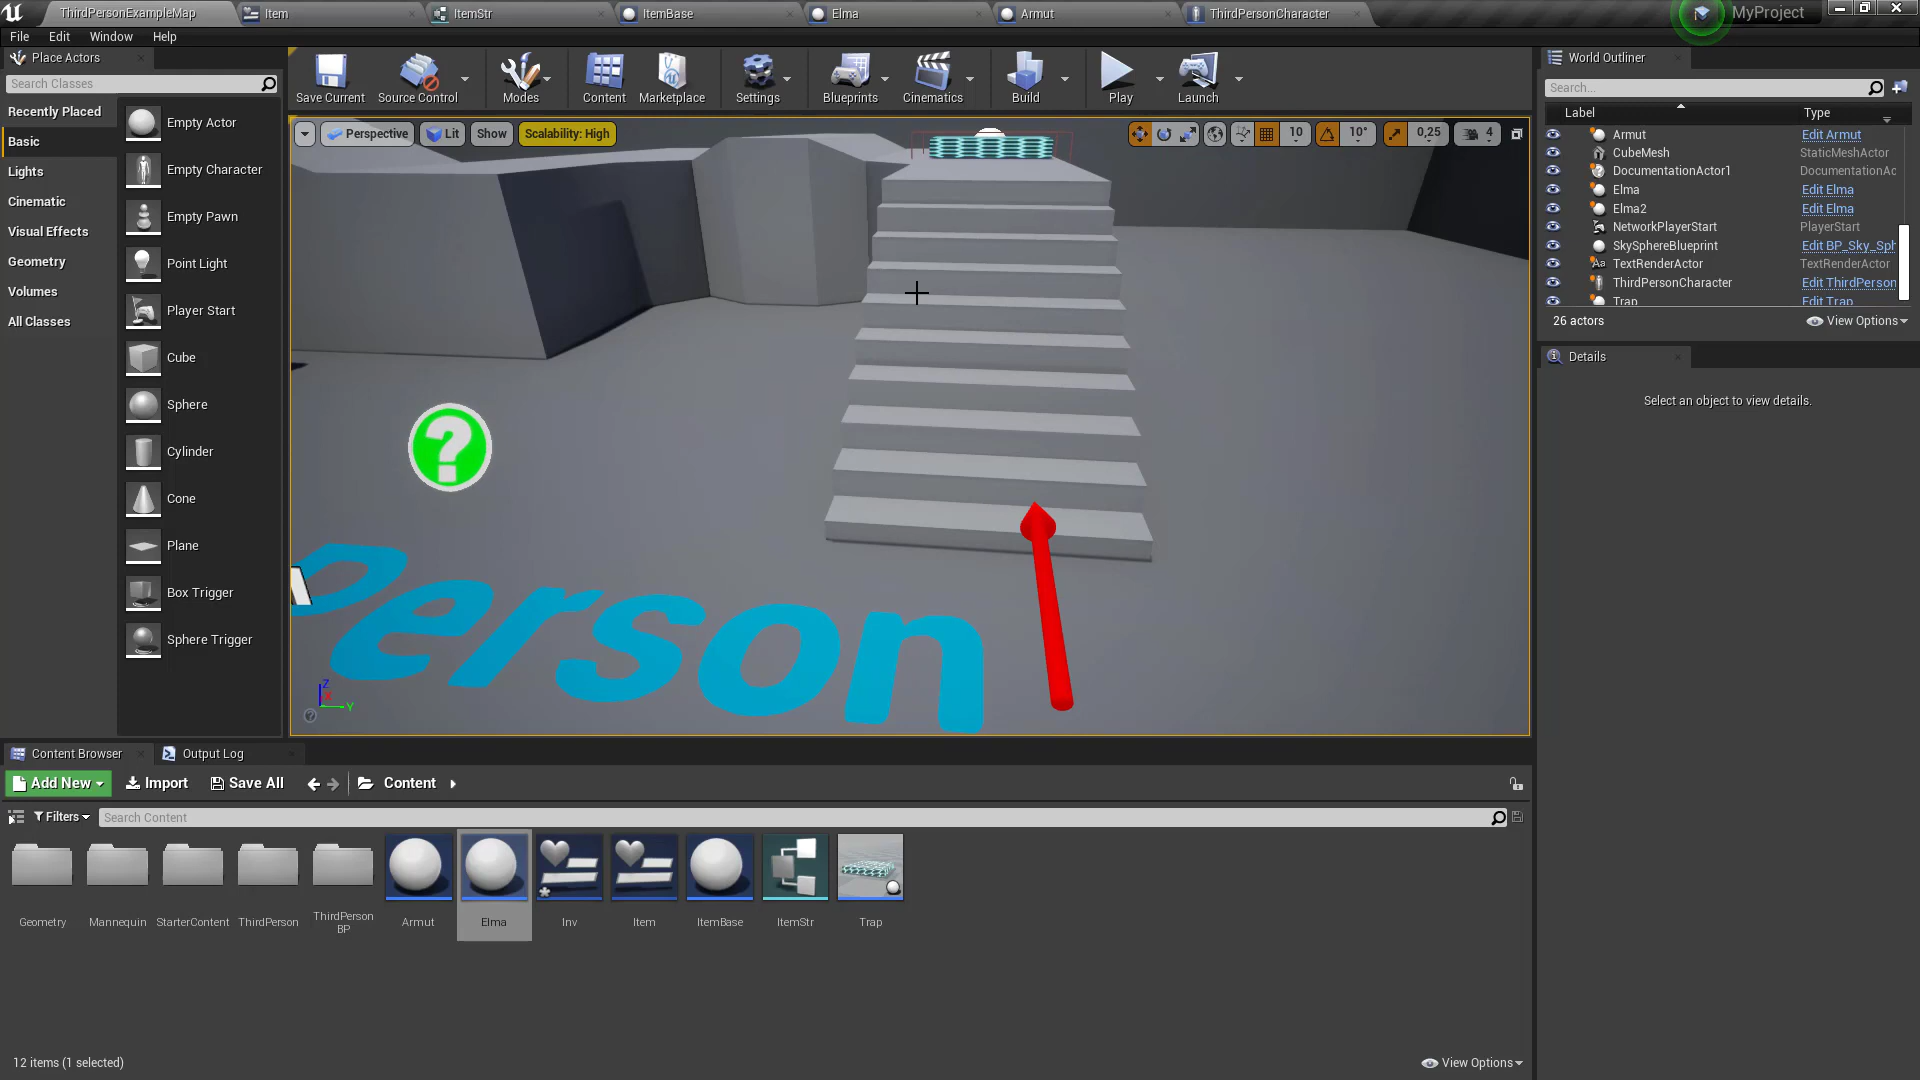 ThirdPersonExampleMap
Item
ItemStr
ItemBase
Elma
Armut
ThirdPersonCharacter
MyProject
File
Edit
Window
Help
Place Actors
Search Classes
Recently Placed
Basic
Lights
Cinematic
Visual Effects
Geometry
Volumes
All Classes
Empty Actor
Empty Character
Empty Pawn
Point Light
Player Start
Cube
Sphere
Cylinder
Cone
Plane
Box Trigger
Sphere Trigger
Save Current
Source Control
Modes
Content
Marketplace
Settings
Blueprints
Cinematics
Build
Play
Launch
Perspective
Lit
Show
Scalability: High
10
10°
0,25
4
Person
Z
X
Y
World Outliner
Search...
Label
Type
Armut
Edit Armut
CubeMesh
StaticMeshActor
DocumentationActor1
DocumentationAc
Elma
Edit Elma
Elma2
Edit Elma
NetworkPlayerStart
PlayerStart
SkySphereBlueprint
Edit BP_Sky_Sph
TextRenderActor
TextRenderActor
ThirdPersonCharacter
Edit ThirdPerson
Trap
Edit Trap
26 actors
View Options
Details
Select an object to view details.
Content Browser
Output Log
Add New
Import
Save All
Content
Filters
Search Content
Geometry
Mannequin
StarterContent
ThirdPerson
ThirdPerson
BP
Armut
Elma
Inv
Item
ItemBase
ItemStr
Trap
12 items (1 selected)
View Options